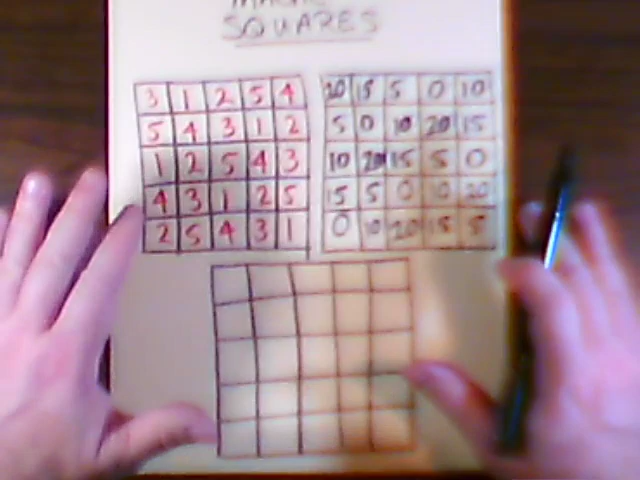 SQUARES
3 1 2 5 4
5 4 3 1 2
1 2 5 4 3
4 3 1 2 5
2 5 4 3 1
20 15 5 0 10
5 0 10 20 15
10 20 15 5 0
15 5 0 10 20
0 10 20 15 5